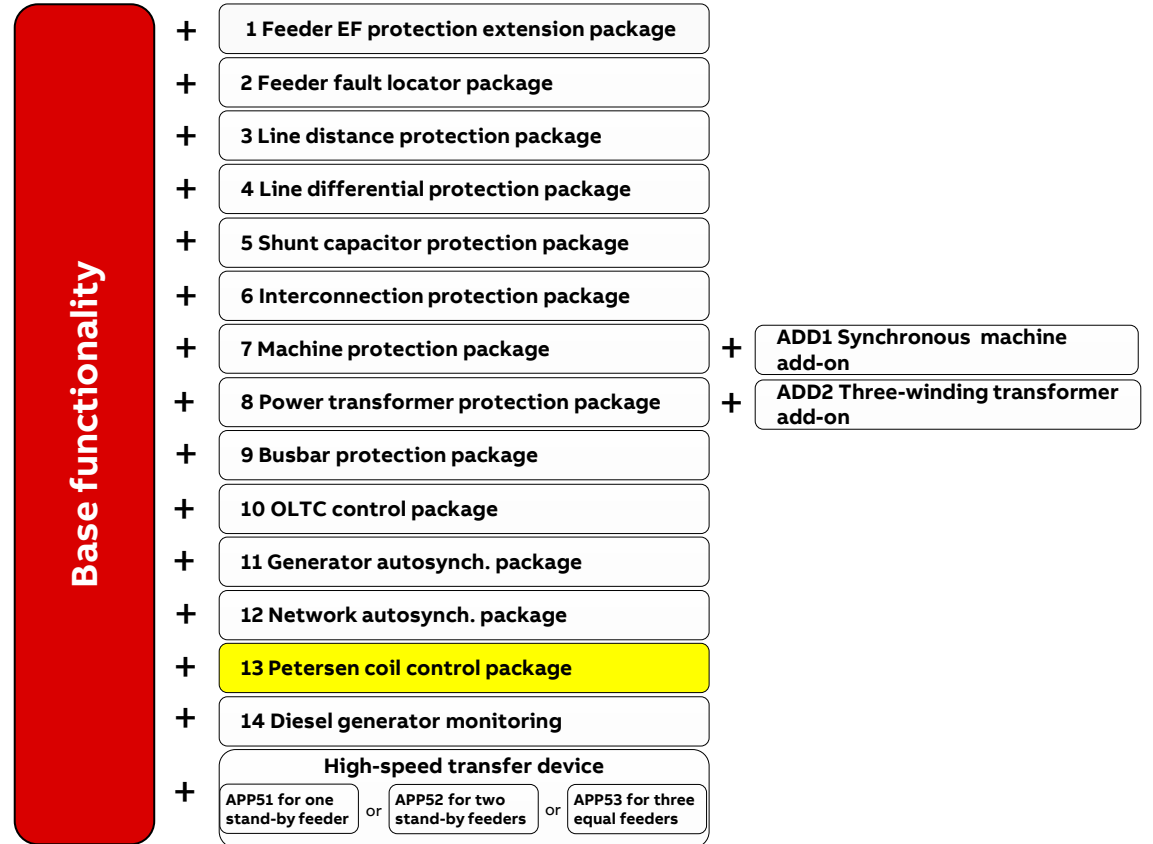 Base functionality
+ 1 Feeder EF protection extension package
+ 2 Feeder fault locator package
+ 3 Line distance protection package
+ 4 Line differential protection package
+ 5 Shunt capacitor protection package
+ 6 Interconnection protection package
+ 7 Machine protection package
+ ADD1 Synchronous machine
add-on
+ 8 Power transformer protection package
+ ADD2 Three-winding transformer
add-on
+ 9 Busbar protection package
+ 10 OLTC control package
+ 11 Generator autosynch. package
+ 12 Network autosynch. package
+ 13 Petersen coil control package
+ 14 Diesel generator monitoring
+ High-speed transfer device
APP51 for one
stand-by feeder
or
APP52 for two
stand-by feeders
or
APP53 for three
equal feeders